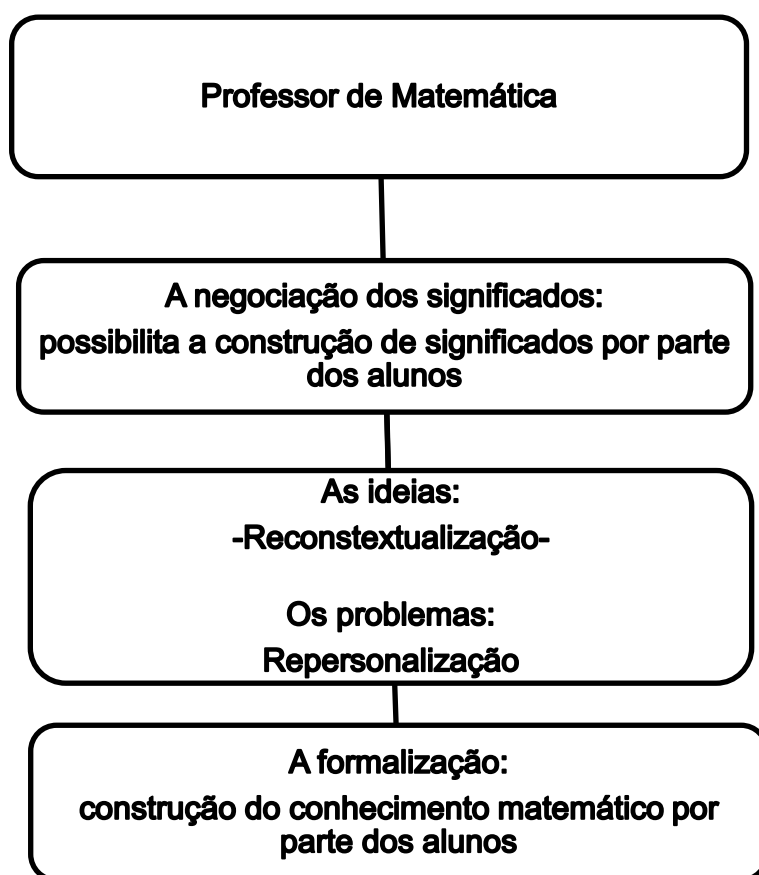 Professor de Matemática
A negociação dos significados:
possibilita a construção de significados por parte
dos alunos
As ideias:
-Reconstextualização-
Os problemas:
Repersonalização
A formalização:
construção do conhecimento matemático por
parte dos alunos